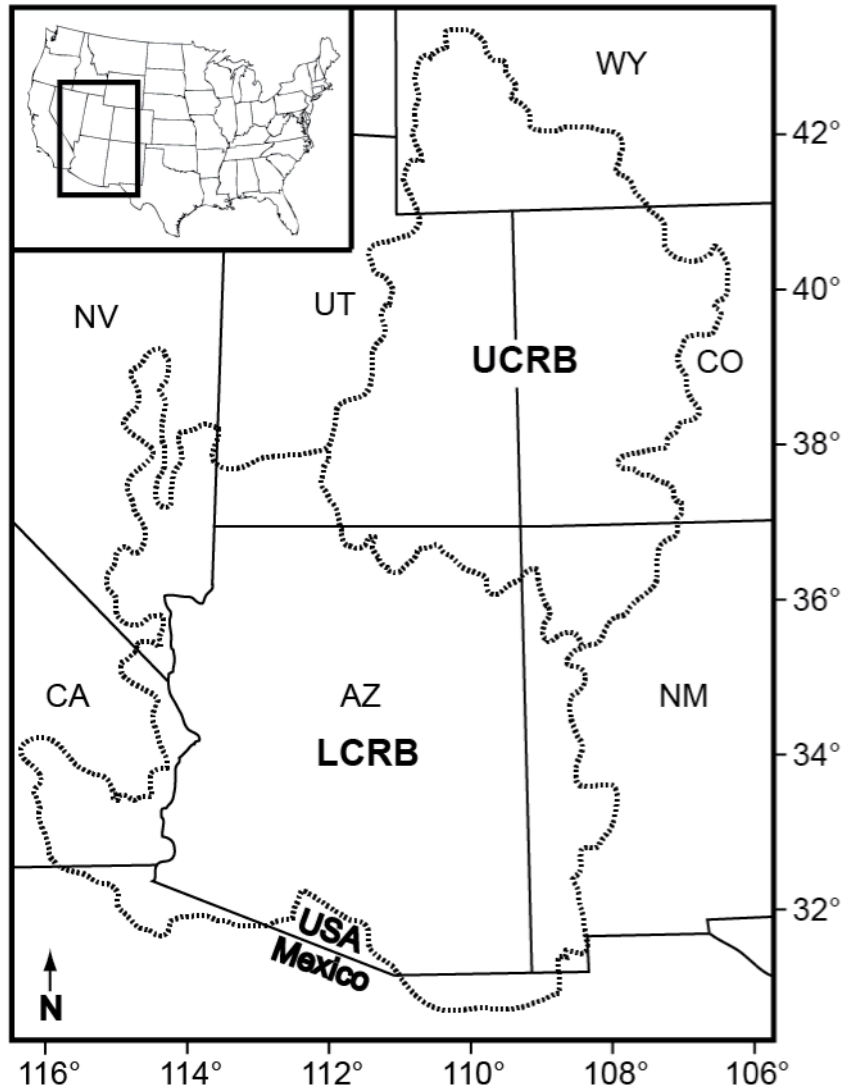 WY
42°
40°
NV
UT
UCRB
CO
38°
36°
CA
AZ
NM
LCRB
34°
32°
USA
Mexico
N
116°
114°
112°
110°
108°
106°